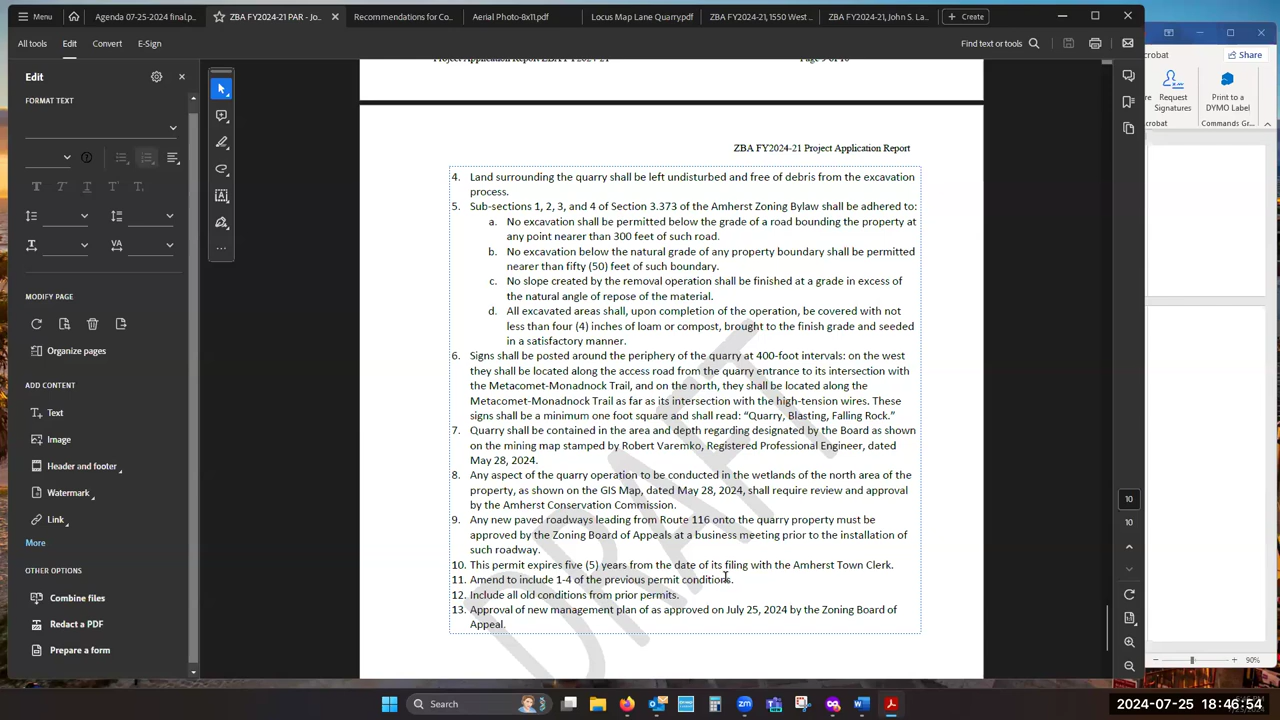 Menu
Agenda 07-25-2024 final.p...
ZBA FY2024-21 PAR - Jo...
Recommendations for Co...
Aerial Photo-8x11.pdf
Locus Map Lane Quarry.pdf
ZBA FY2024-21, 1550 West ...
ZBA FY2024-21, John S. La...
Create
All tools
Edit
Convert
E-Sign
Find text or tools
Share
Edit
FORMAT TEXT
MODIFY PAGE
Organize pages
ADD CONTENT
Text
Image
Header and footer
Watermark
Link
More
OTHER OPTIONS
Combine files
Redact a PDF
Prepare a form
ZBA FY2024-21 Project Application Report
4. Land surrounding the quarry shall be left undisturbed and free of debris from the excavation
process.
5. Sub-sections 1, 2, 3, and 4 of Section 3.373 of the Amherst Zoning Bylaw shall be adhered to:
a. No excavation shall be permitted below the grade of a road bounding the property at
any point nearer than 300 feet of such road.
b. No excavation below the natural grade of any property boundary shall be permitted
nearer than fifty (50) feet of such boundary.
c. No slope created by the removal operation shall be finished at a grade in excess of
the natural angle of repose of the material.
d. All excavated areas shall, upon completion of the operation, be covered with not
less than four (4) inches of loam or compost, brought to the finish grade and seeded
in a satisfactory manner.
6. Signs shall be posted around the periphery of the quarry at 400-foot intervals: on the west
they shall be located along the access road from the quarry entrance to its intersection with
the Metacomet-Monadnock Trail, and on the north, they shall be located along the
Metacomet-Monadnock Trail as far as its intersection with the high-tension wires. These
signs shall be a minimum one foot square and shall read: “Quarry, Blasting, Falling Rock.”
7. Quarry shall be contained in the area and depth regarding designated by the Board as shown
on the mining map stamped by Robert Varemko, Registered Professional Engineer, dated
May 28, 2024.
8. Any aspect of the quarry operation to be conducted in the wetlands of the north area of the
property, as shown on the GIS Map, dated May 28, 2024, shall require review and approval
by the Amherst Conservation Commission.
9. Any new paved roadways leading from Route 116 onto the quarry property must be
approved by the Zoning Board of Appeals at a business meeting prior to the installation of
such roadway.
10. This permit expires five (5) years from the date of its filing with the Amherst Town Clerk.
11. Amend to include 1-4 of the previous permit conditions.
12. Include all old conditions from prior permits.
13. Approval of new management plan of as approved on July 25, 2024 by the Zoning Board of
Appeal.
DRAFT
10
10
crobat
Request
Signatures
Print to a
DYMO Label
crobat
Commands Gr...
90%
Search
2024-07-25 18:46:54